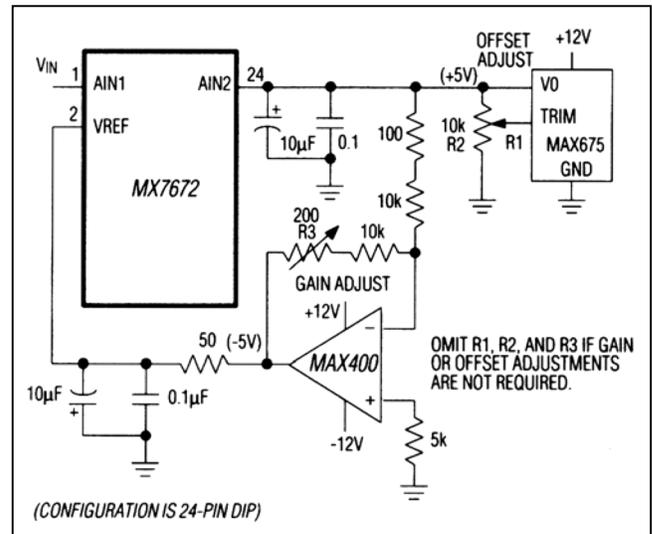 OFFSET
ADJUST
+12V
VIN
1
AIN1
AIN2
24
(+5V)
V0
2
VREF
10µF
0.1
100
10k
R2
R1
TRIM
MAX675
GND
MX7672
10k
200
R3
10k
GAIN ADJUST
+12V
50
(-5V)
MAX400
−
+
OMIT R1, R2, AND R3 IF GAIN
OR OFFSET ADJUSTMENTS
ARE NOT REQUIRED.
10µF
+
0.1µF
-12V
5k
+
(CONFIGURATION IS 24-PIN DIP)